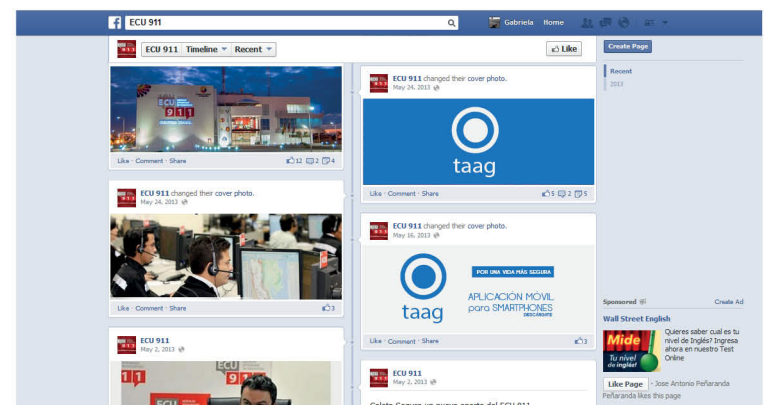 ECU 911
Gabriela Home
ECU 911 Timeline Recent
Like
Create Page
Recent
2013
ECU
911
Like · Comment · Share 12 2 4
ECU 911 changed their cover photo.
May 24, 2013
taag
Like · Comment · Share 5 2 5
ECU 911 changed their cover photo.
May 24, 2013
Like · Comment · Share 3
ECU 911 changed their cover photo.
May 16, 2013
taag
POR UNA VIDA MÁS SEGURA
APLICACIÓN MÓVIL
para SMARTPHONES
DESCÁRGATE
Like · Comment · Share 3
ECU 911
May 2, 2013
ECU
911
ECU
ECU 911
May 2, 2013
Sponsored
Create Ad
Wall Street English
Mide
Tu nivel
de inglés!
Quieres saber cual es tu
nivel de Inglés? Ingresa
ahora en nuestro Test
Online
Like Page · Jose Antonio Peñaranda
Peñaranda likes this page